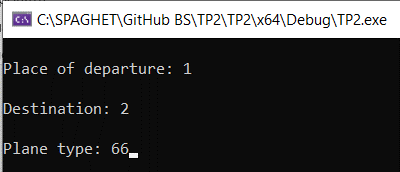 C:\SPAGHET\GitHub BS\TP2\TP2\x64\Debug\TP2.exe
Place of departure: 1
Destination: 2
Plane type: 66